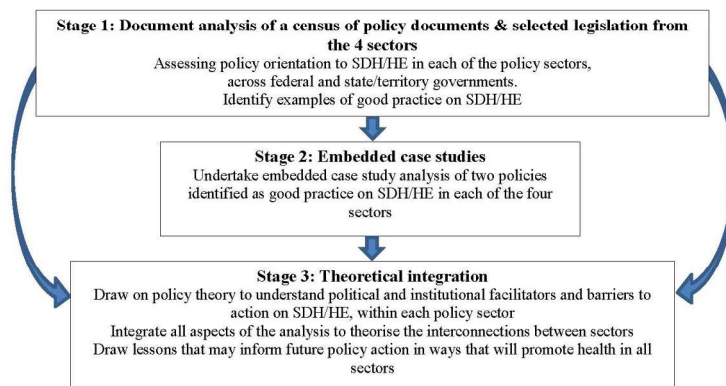 Stage 1: Document analysis of a census of policy documents & selected legislation from
the 4 sectors
Assessing policy orientation to SDH/HE in each of the policy sectors,
across federal and state/territory governments.
Identify examples of good practice on SDH/HE
Stage 2: Embedded case studies
Undertake embedded case study analysis of two policies
identified as good practice on SDH/HE in each of the four
sectors
Stage 3: Theoretical integration
Draw on policy theory to understand political and institutional facilitators and barriers to
action on SDH/HE, within each policy sector
Integrate all aspects of the analysis to theorise the interconnections between sectors
Draw lessons that may inform future policy action in ways that will promote health in all
sectors